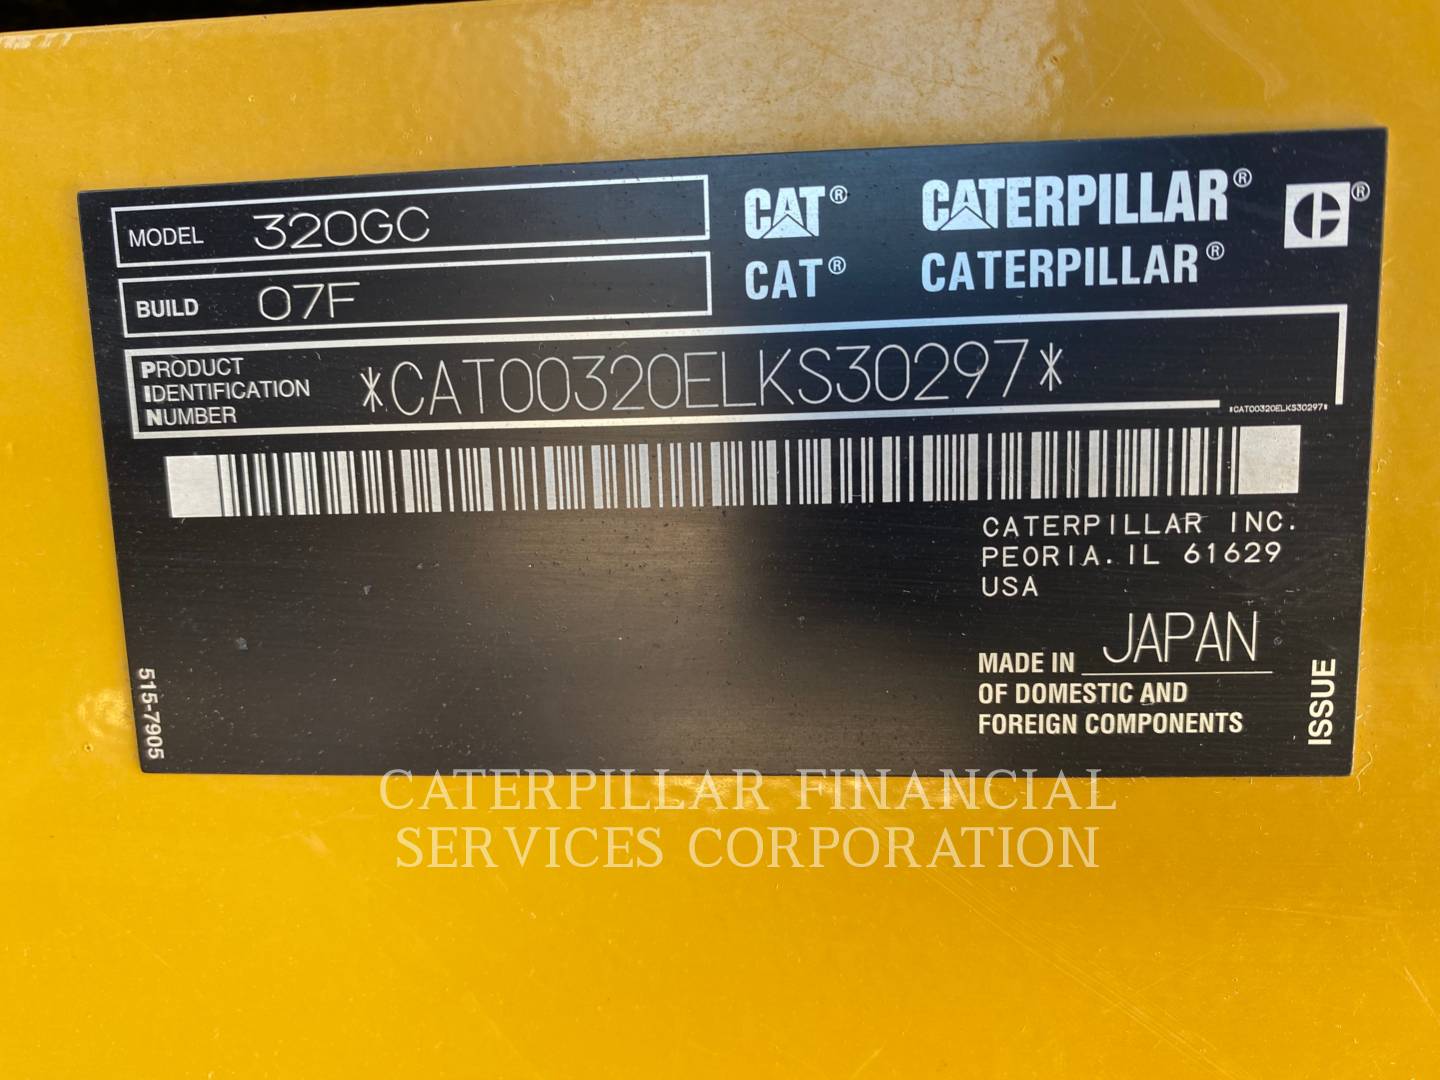 MODEL 320GC
BUILD 07F
CAT® CATERPILLAR® ®
CAT® CATERPILLAR®
PRODUCT
IDENTIFICATION
NUMBER
*CAT00320ELKS30297*
*CAT00320ELKS30297*
CATERPILLAR INC.
PEORIA. IL 61629
USA
MADE IN JAPAN
OF DOMESTIC AND
FOREIGN COMPONENTS
ISSUE
515-7905
CATERPILLAR FINANCIAL
SERVICES CORPORATION